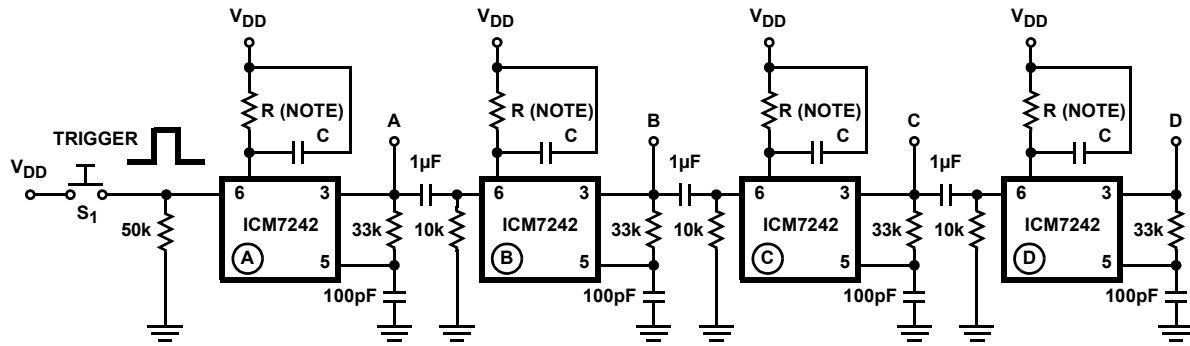 VDD VDD VDD VDD
R (NOTE) R (NOTE) R (NOTE) R (NOTE)
C C C C
TRIGGER
A B C D
VDD
1µF 1µF 1µF
S1
6 3 6 3 6 3 6 3
50k
ICM7242 33k 10k ICM7242 33k 10k ICM7242 33k 10k ICM7242 33k
A 5 B 5 C 5 D 5
100pF 100pF 100pF 100pF